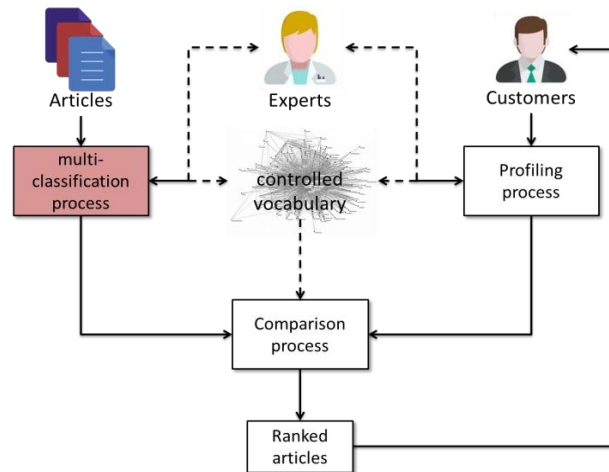 Articles
Experts
Customers
multi-
classification
process
controlled
vocabulary
Profiling
process
Comparison
process
Ranked
articles